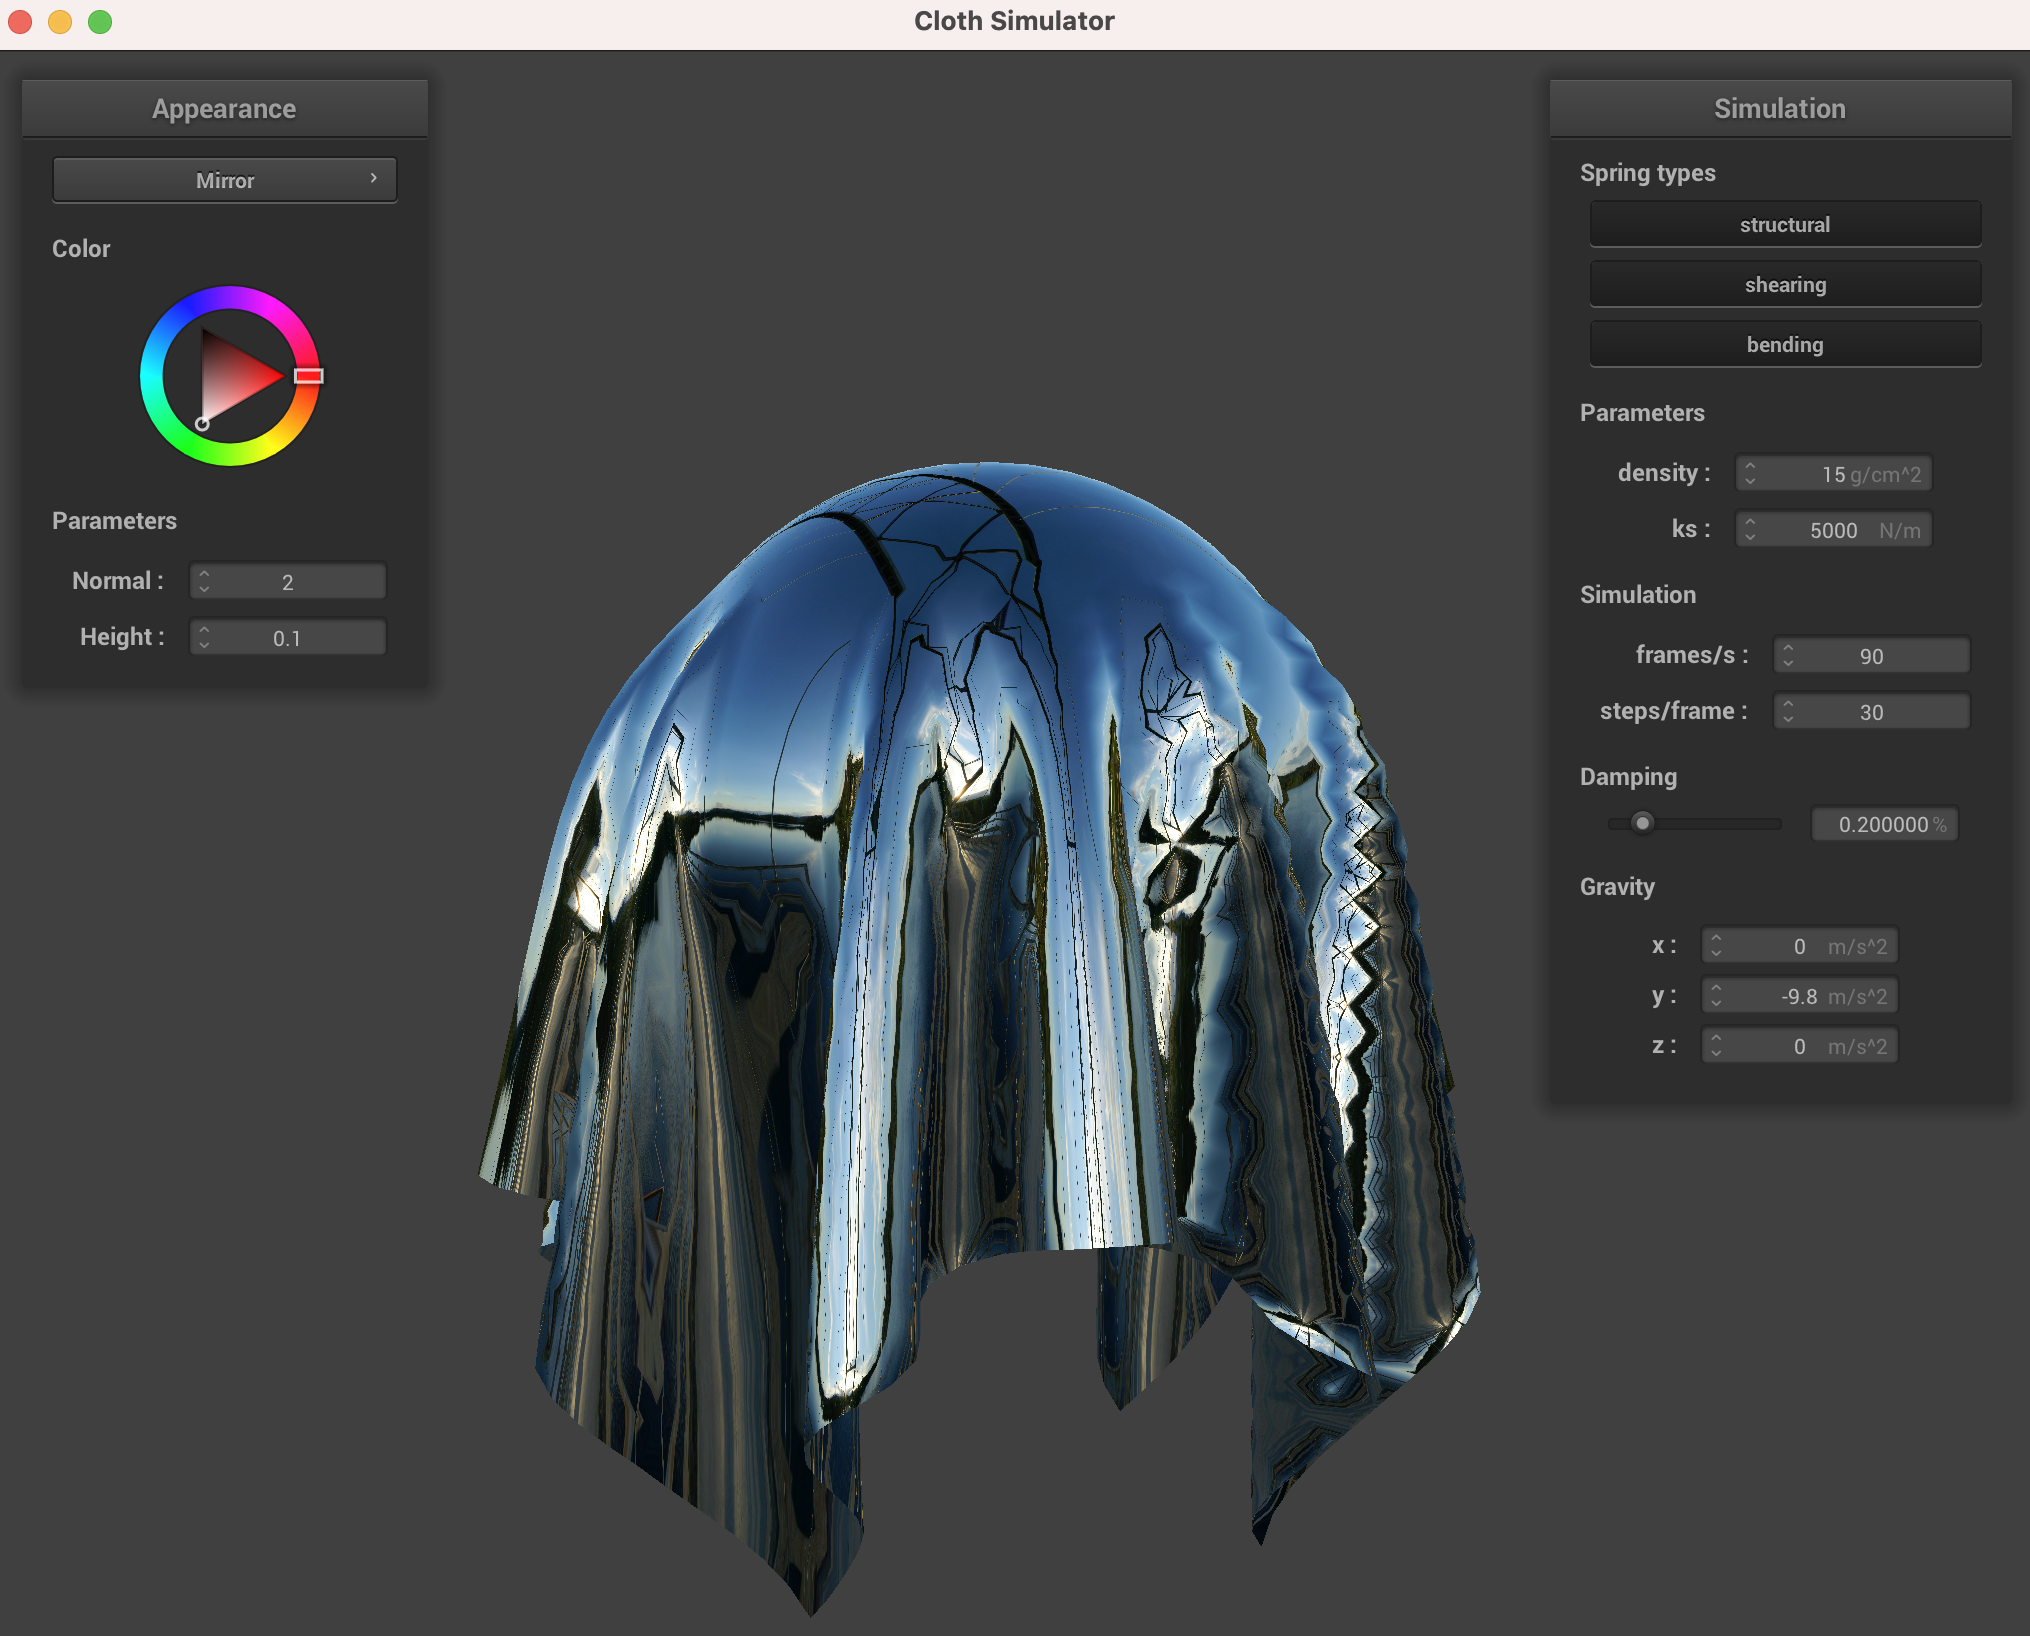 Cloth Simulator
Appearance
Mirror
Color
Parameters
Normal : 2
Height : 0.1
Simulation
Spring types
structural
shearing
bending
Parameters
density : 15 g/cm^2
ks : 5000 N/m
Simulation
frames/s : 90
steps/frame : 30
Damping
0.200000 %
Gravity
x : 0 m/s^2
y : -9.8 m/s^2
z : 0 m/s^2